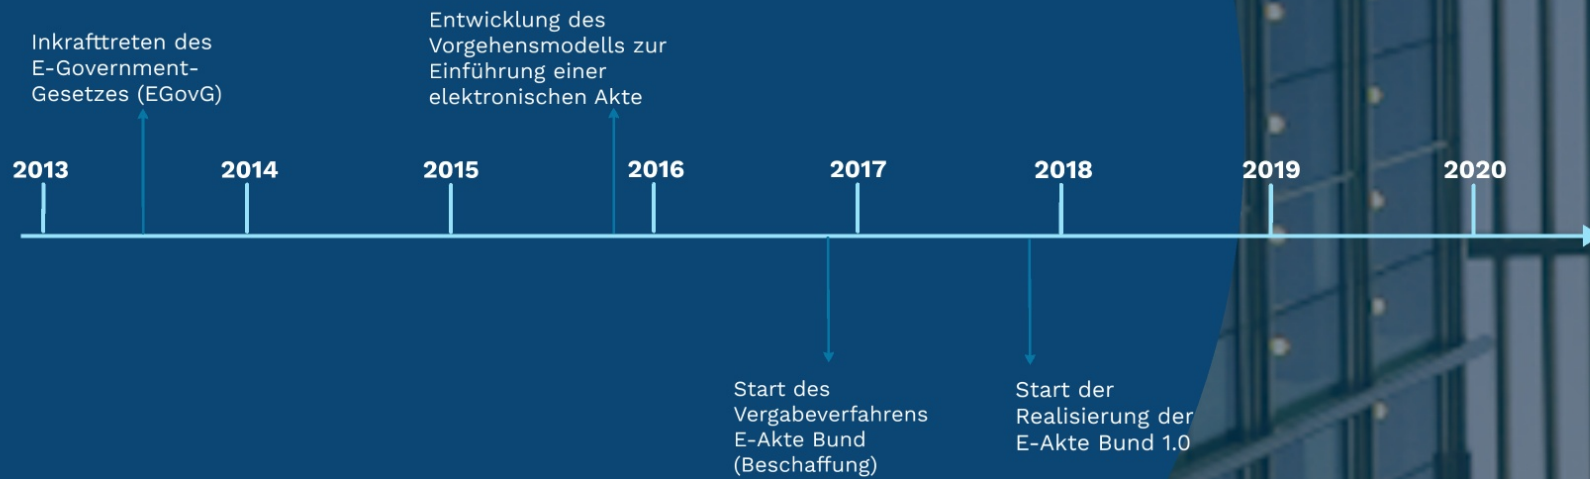 Inkrafttreten des
E-Government-
Gesetzes (EGovG)
Entwicklung des
Vorgehensmodells zur
Einführung einer
elektronischen Akte
2013
2014
2015
2016
2017
2018
2019
2020
Start des
Vergabeverfahrens
E-Akte Bund
(Beschaffung)
Start der
Realisierung der
E-Akte Bund 1.0